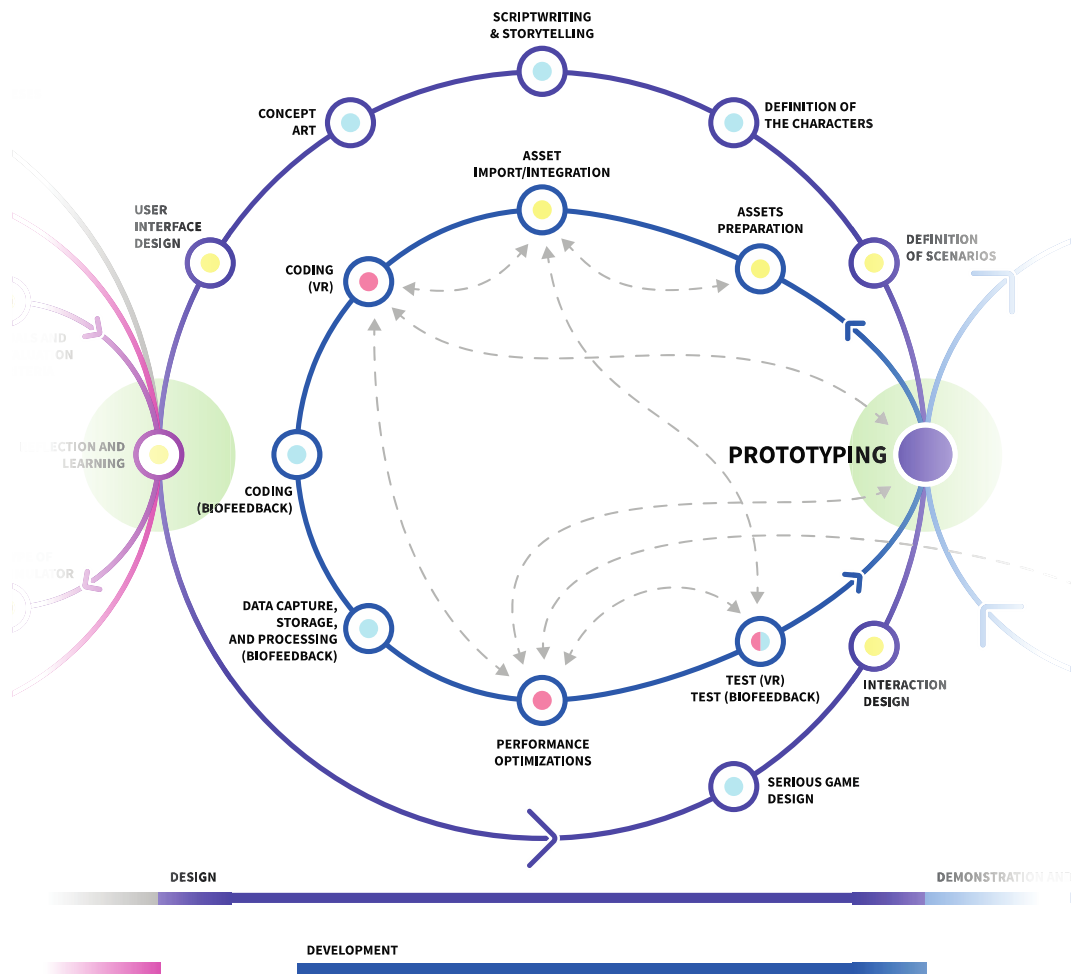 SCRIPTWRITING
& STORYTELLING
CONCEPT
ART
DEFINITION OF
THE CHARACTERS
ASSET
IMPORT/INTEGRATION
USER
INTERFACE
DESIGN
ASSETS
PREPARATION
DEFINITION
OF SCENARIOS
CODING
(VR)
AND
PROTOTYPING
AND
LEARNING
CODING
(BIOFEEDBACK)
DATA CAPTURE,
STORAGE,
AND PROCESSING
(BIOFEEDBACK)
TEST (VR)
TEST (BIOFEEDBACK)
INTERACTION
DESIGN
PERFORMANCE
OPTIMIZATIONS
SERIOUS GAME
DESIGN
DESIGN
DEMONSTRATION
DEVELOPMENT